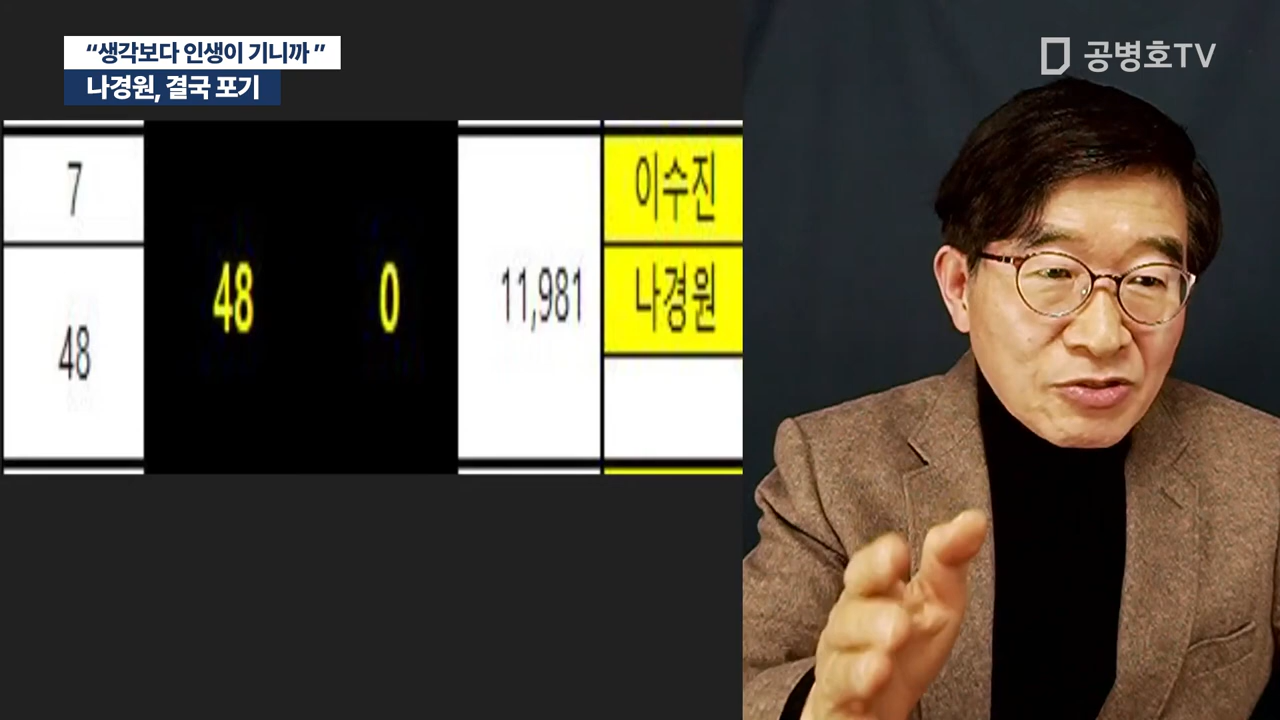 “생각보다 인생이 기니까 ”
나경원, 결국 포기
공병호TV
7
48
48
0
11,981
이수진
나경원